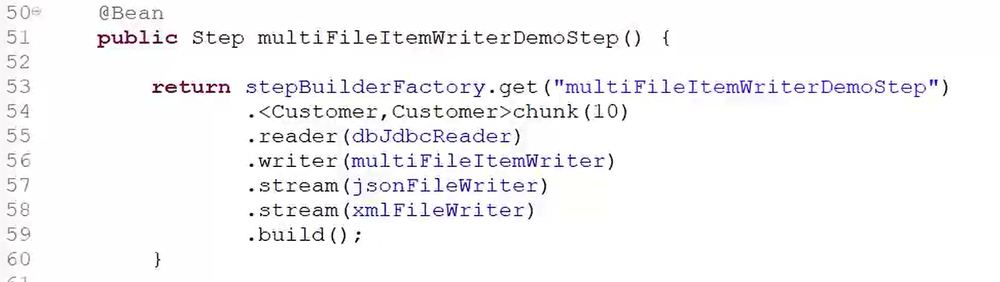 50 @Bean
51 public Step multiFileItemWriterDemoStep() {
52
53 return stepBuilderFactory.get("multiFileItemWriterDemoStep")
54 .<Customer,Customer>chunk(10)
55 .reader(dbJdbcReader)
56 .writer(multiFileItemWriter)
57 .stream(jsonFileWriter)
58 .stream(xmlFileWriter)
59 .build();
60 }
61